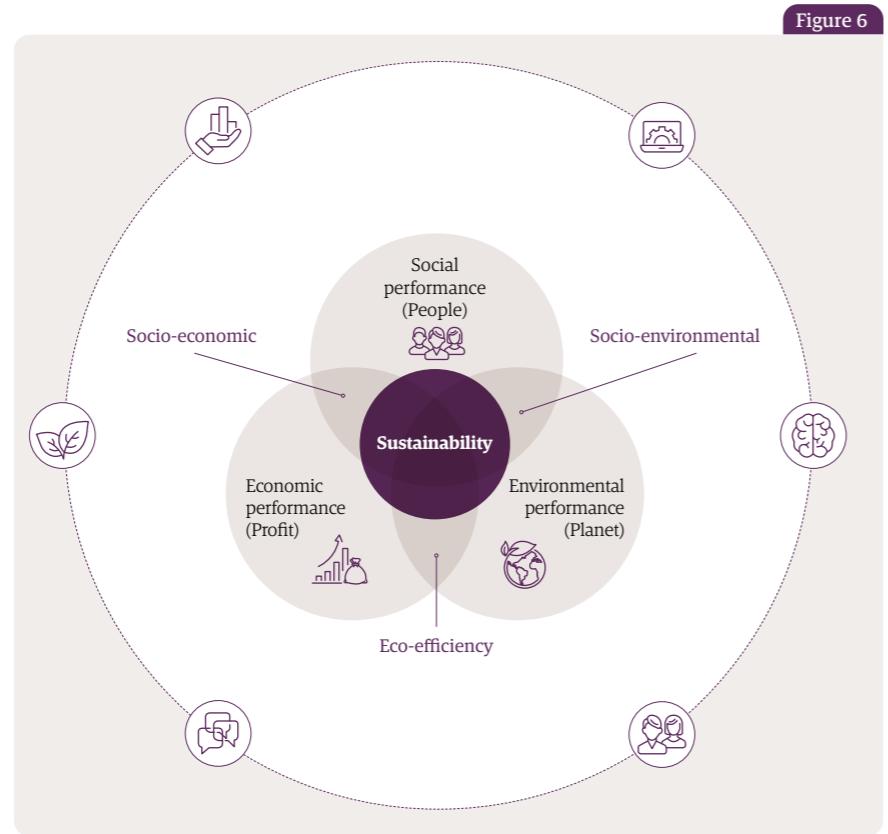 Figure 6
Social
performance
(People)
Socio-economic
Socio-environmental
Sustainability
Economic
performance
(Profit)
Environmental
performance
(Planet)
Eco-efficiency